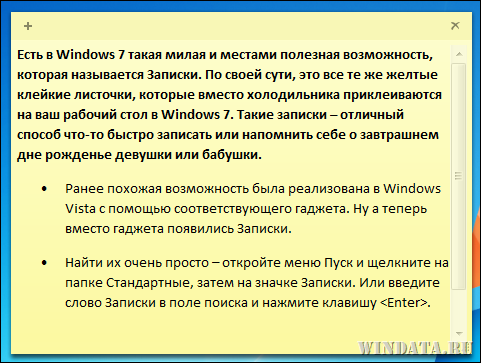 Есть в Windows 7 такая милая и местами полезная возможность,
которая называется Записки. По своей сути, это все те же желтые
клейкие листочки, которые вместо холодильника приклеиваются
на ваш рабочий стол в Windows 7. Такие записки – отличный
способ что-то быстро записать или напомнить себе о завтрашнем
дне рожденье девушки или бабушки.
• Ранее похожая возможность была реализована в Windows
Vista с помощью соответствующего гаджета. Ну а теперь
вместо гаджета появились Записки.
• Найти их очень просто – откройте меню Пуск и щелкните на
папке Стандартные, затем на значке Записки. Или введите
слово Записки в поле поиска и нажмите клавишу <Enter>.
WINDATA.RU